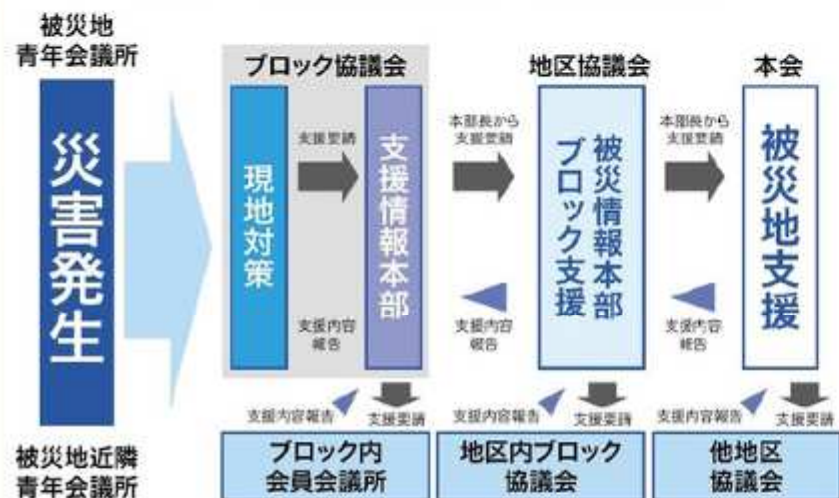 被災地
青年会議所
災害発生
被災地近隣
青年会議所
ブロック協議会
現地対策
支援要請
支援内容
報告
支援情報本部
本部長から
支援要請
支援内容
報告
地区協議会
被災情報本部
ブロック支援
本部長から
支援要請
支援内容
報告
本会
被災地支援
支援内容報告
支援要請
支援内容報告
支援要請
支援内容報告
支援要請
ブロック内
会員会議所
地区内ブロック
協議会
他地区
協議会